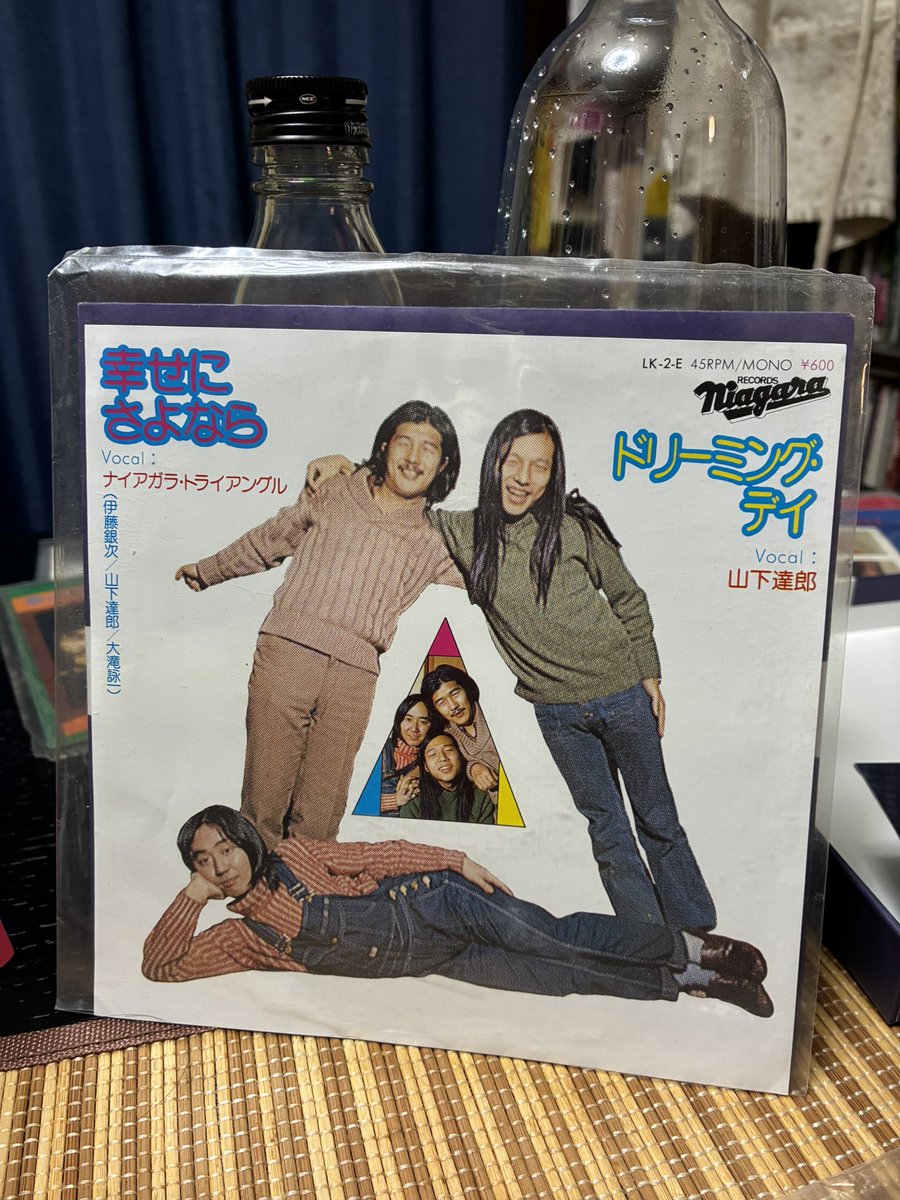 幸せに
さよなら
Vocal：
ナイアガラ・トライアングル
（伊藤銀次／山下達郎／大滝詠一）
LK-2-E 45RPM/MONO ¥600
RECORDS
Niagara
ドリーミング・
デイ
Vocal：
山下達郎
NCC